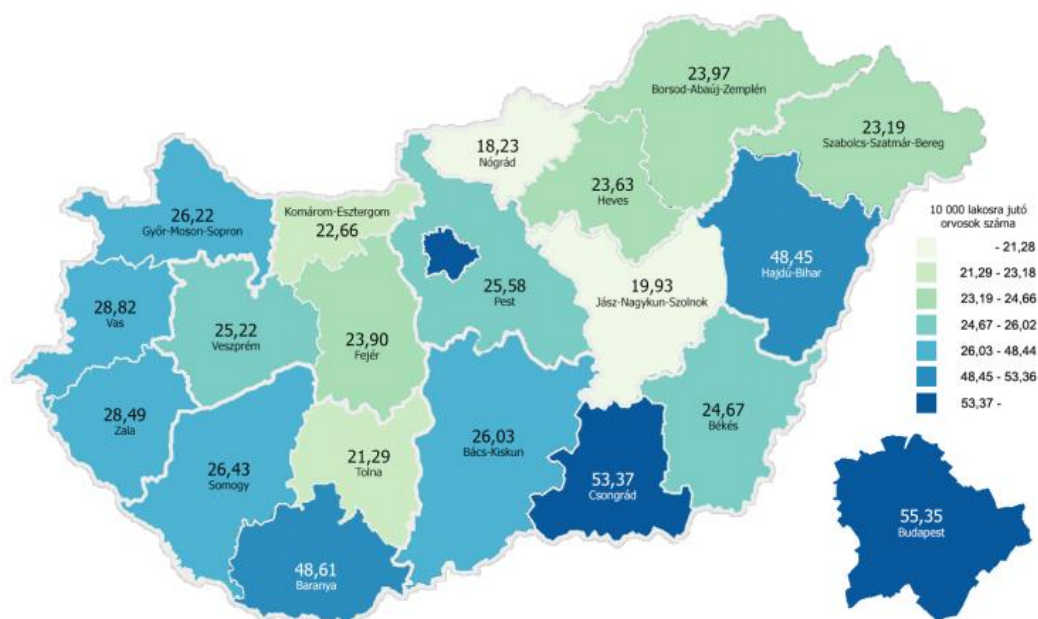 23,97
Borsod-Abaúj-Zemplén
18,23
Nógrád
23,19
Szabolcs-Szatmár-Bereg
23,63
Heves
26,22
Győr-Moson-Sopron
Komárom-Esztergom
22,66
10 000 lakosra jutó
orvosok száma
- 21,28
21,29 - 23,18
23,19 - 24,66
24,67 - 26,02
26,03 - 48,44
48,45 - 53,36
53,37 -
48,45
Hajdú-Bihar
25,58
Pest
19,93
Jász-Nagykun-Szolnok
28,82
Vas
25,22
Veszprém
23,90
Fejér
28,49
Zala
24,67
Békés
26,03
Bács-Kiskun
26,43
Somogy
21,29
Tolna
53,37
Csongrád
55,35
Budapest
48,61
Baranya